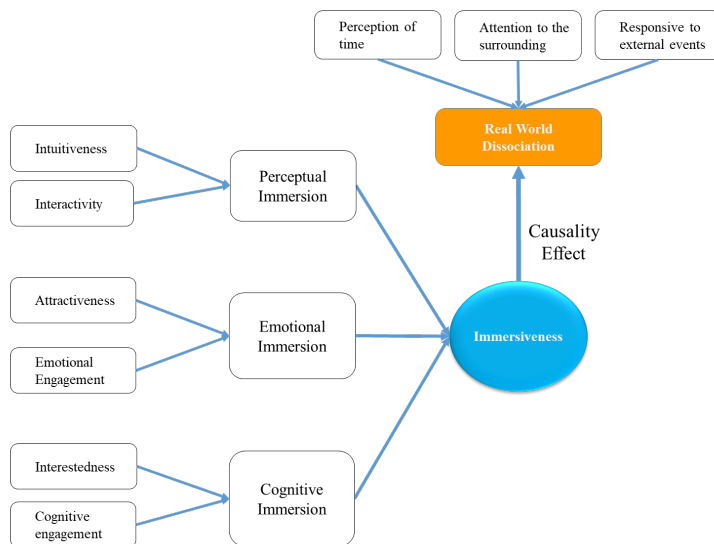 Perception of
time
Attention to the
surrounding
Responsive to
external events
Real World
Dissociation
Intuitiveness
Interactivity
Perceptual
Immersion
Causality
Effect
Attractiveness
Emotional
Engagement
Emotional
Immersion
Immersiveness
Interestedness
Cognitive
engagement
Cognitive
Immersion